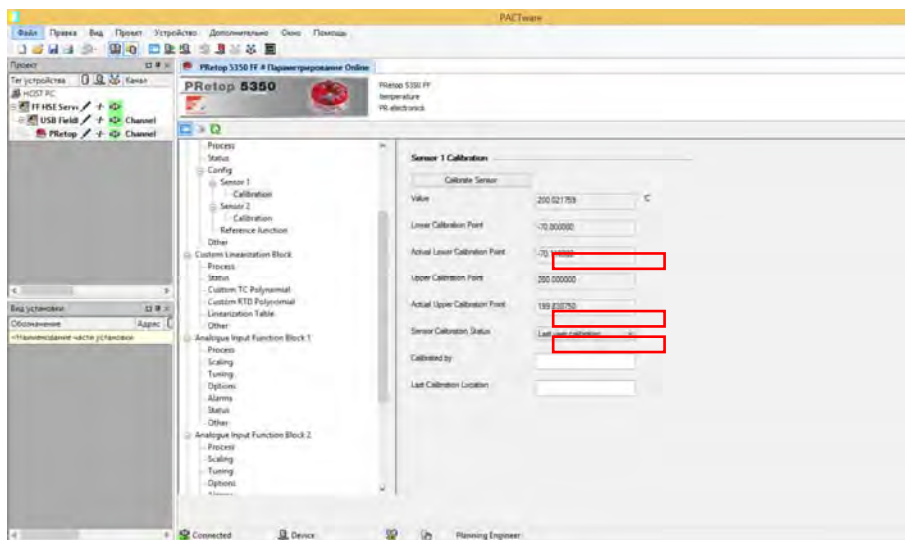 PACTware
Файл Правка Вид Проект Устройство Дополнительно Окно Помощь
Проект
PRetop 5350 FF # Параметрирование Online
Тег устройства Канал
HOST PC
FF HSE Servi
USB Fieldl Channel
PRetop Channel
PRetop 5350
PRetop 5350 FF
temperature
PR electronics
Process
Status
Config
Sensor 1
Calibration
Sensor 2
Calibration
Reference function
Other
Custom Linearization Block
Process
Status
Custom TC Polynomial
Custom RTD Polynomial
Linearization Table
Other
Analogue Input Function Block 1
Process
Scaling
Tuning
Options
Alarms
Status
Other
Analogue Input Function Block 2
Process
Scaling
Tuning
Options
Sensor 1 Calibration
Calibrate Sensor
Value 200.021759 °C
Lower Calibration Point -70.000000
Actual Lower Calibration Point
Upper Calibration Point 200.000000
Actual Upper Calibration Point 199.830750
Sensor Calibration Status Last user calibration
Calibrated by
Last Calibration Location
Вид установки
Обозначение Адрес
<Наименование части установки
Connected Device Planning Engineer